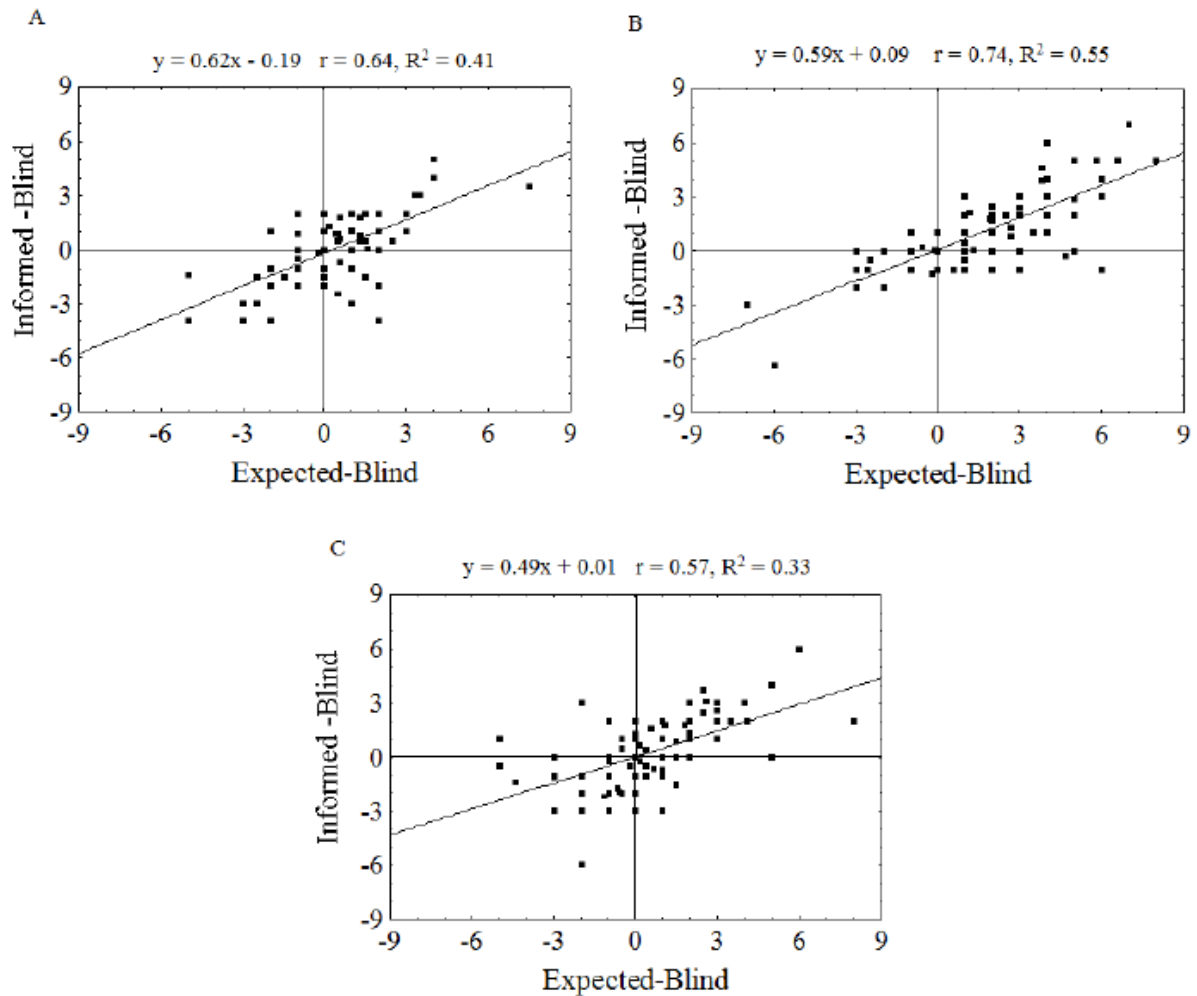 A
y = 0.62x - 0.19 r = 0.64, R² = 0.41
9
6
3
0
-3
-6
-9
Informed -Blind
-9 -6 -3 0 3 6 9
Expected-Blind
B
y = 0.59x + 0.09 r = 0.74, R² = 0.55
9
6
3
0
-3
-6
-9
Informed -Blind
-9 -6 -3 0 3 6 9
Expected-Blind
C
y = 0.49x + 0.01 r = 0.57, R² = 0.33
9
6
3
0
-3
-6
-9
Informed -Blind
-9 -6 -3 0 3 6 9
Expected-Blind